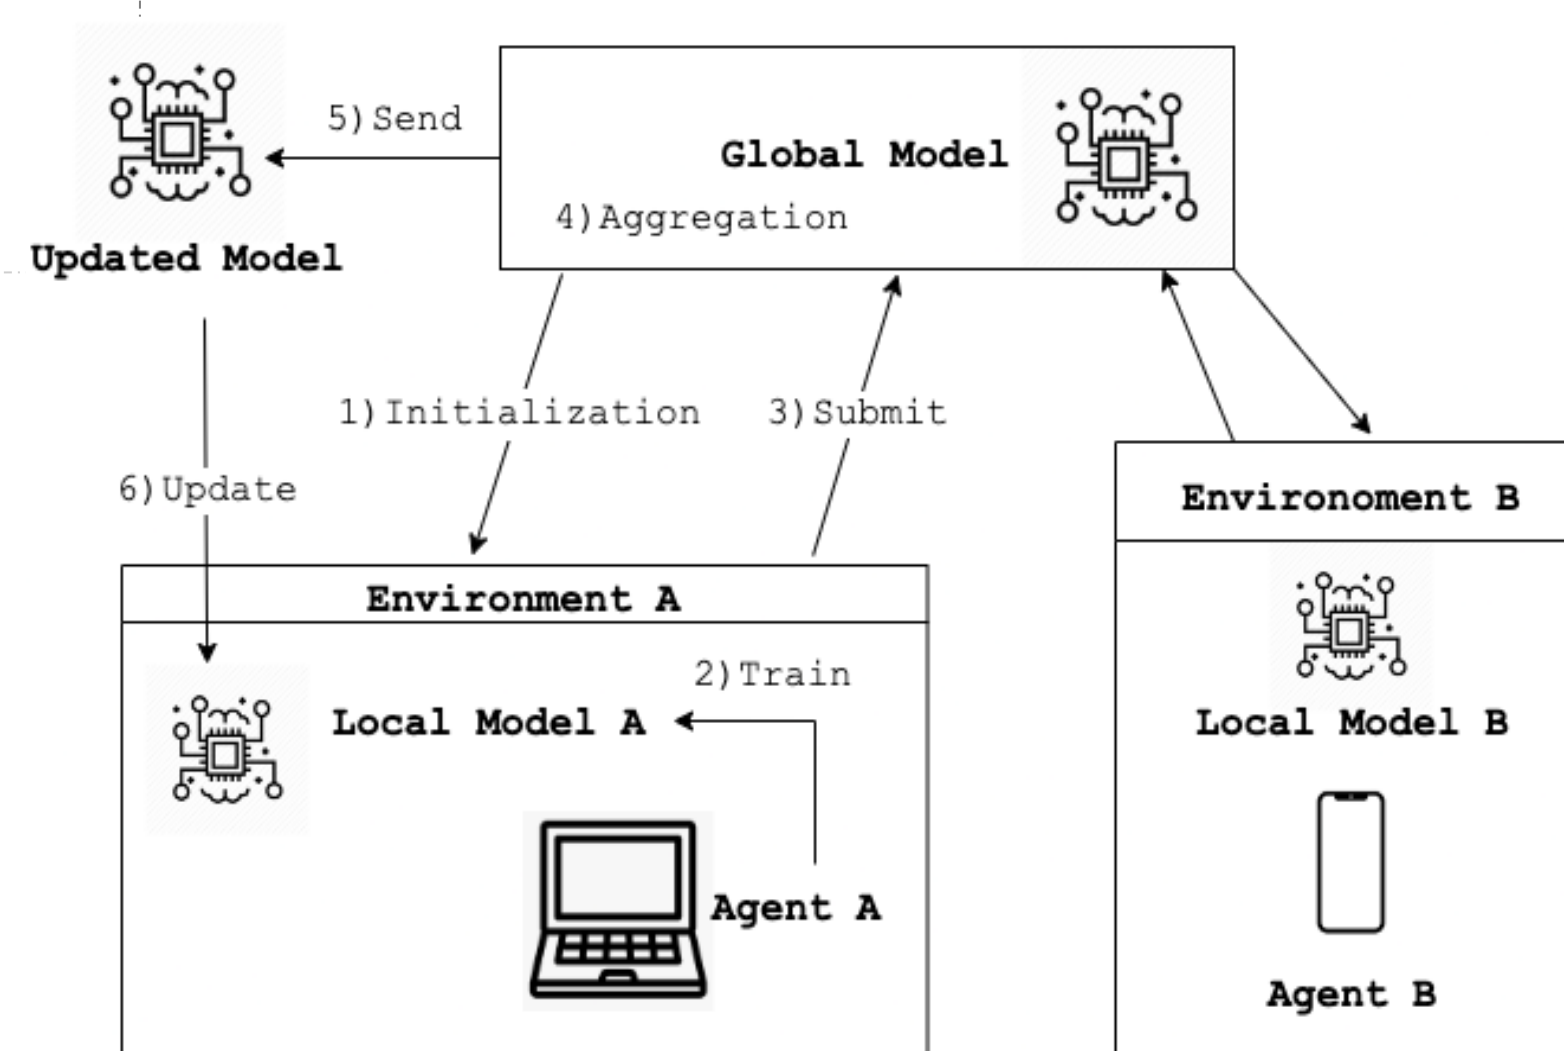 5)Send
Global Model
4)Aggregation
Updated Model
1)Initialization
3)Submit
6)Update
Environoment B
Environment A
2)Train
Local Model A
Local Model B
Agent A
Agent B